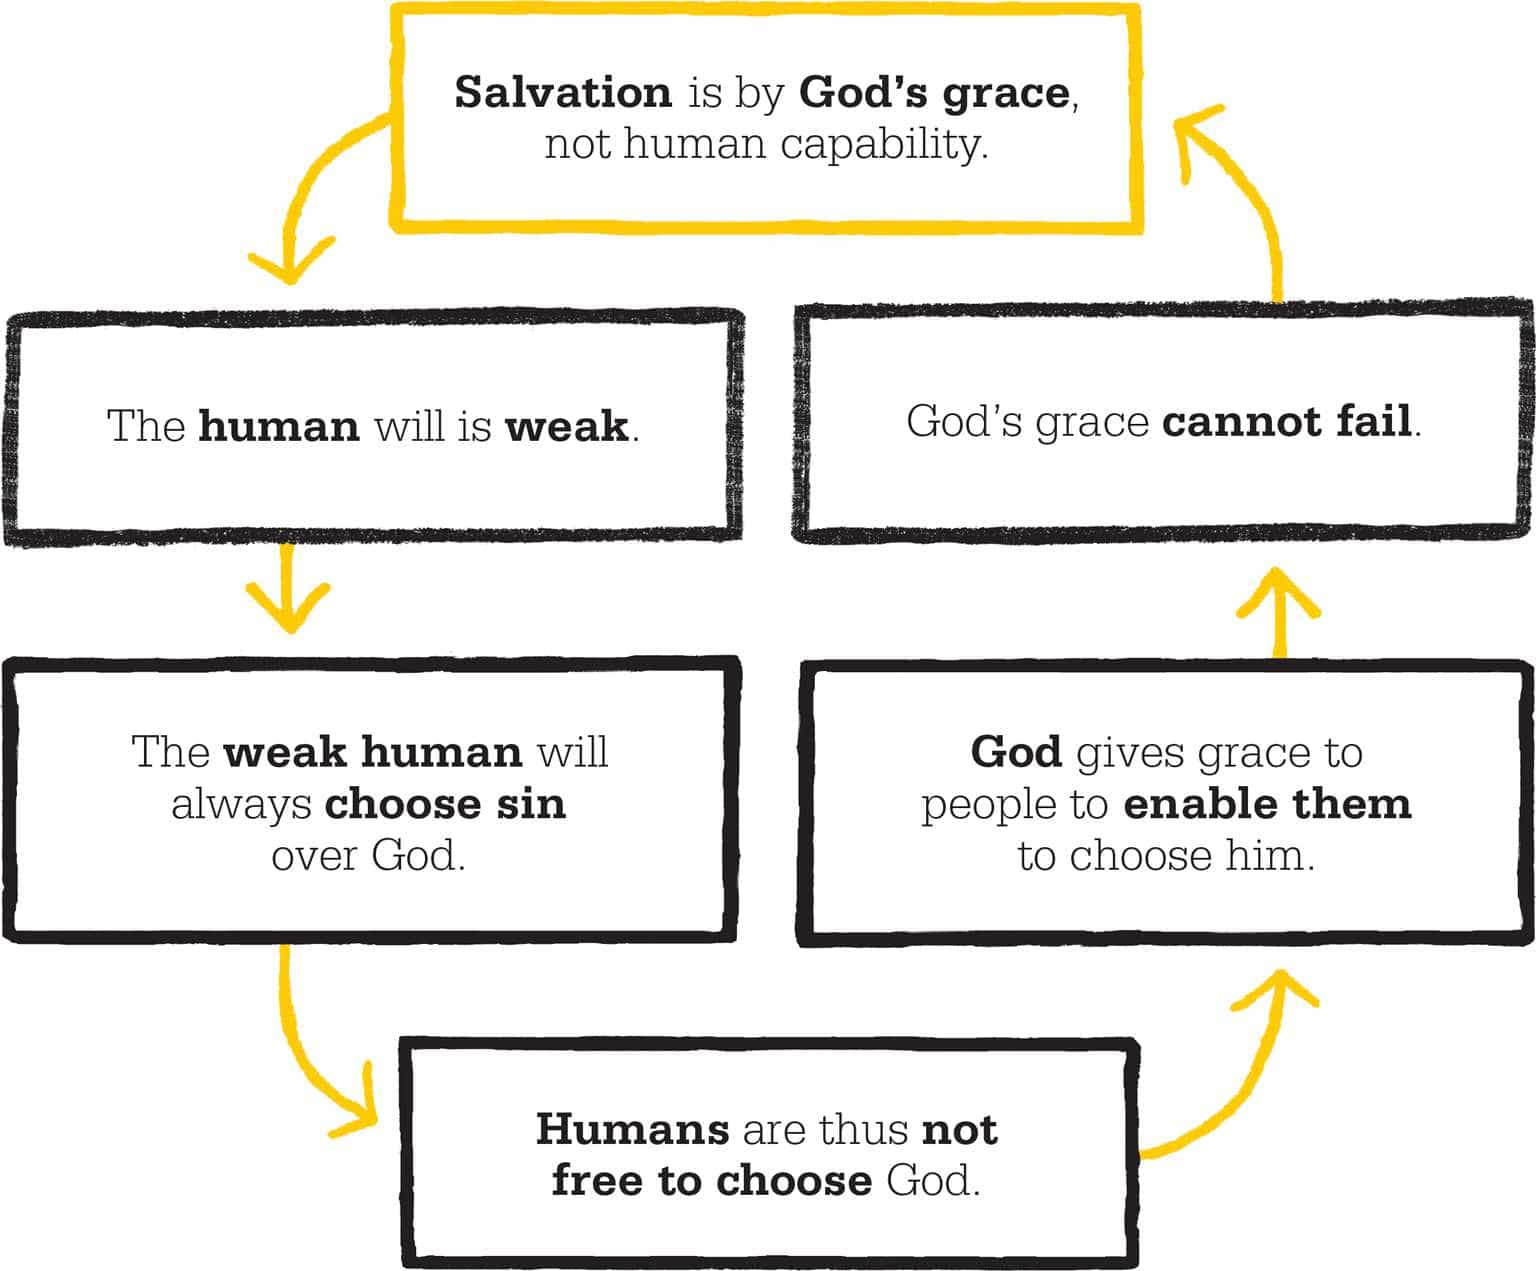 Salvation is by God’s grace,
not human capability.
The human will is weak.
God’s grace cannot fail.
The weak human will
always choose sin
over God.
God gives grace to
people to enable them
to choose him.
Humans are thus not
free to choose God.